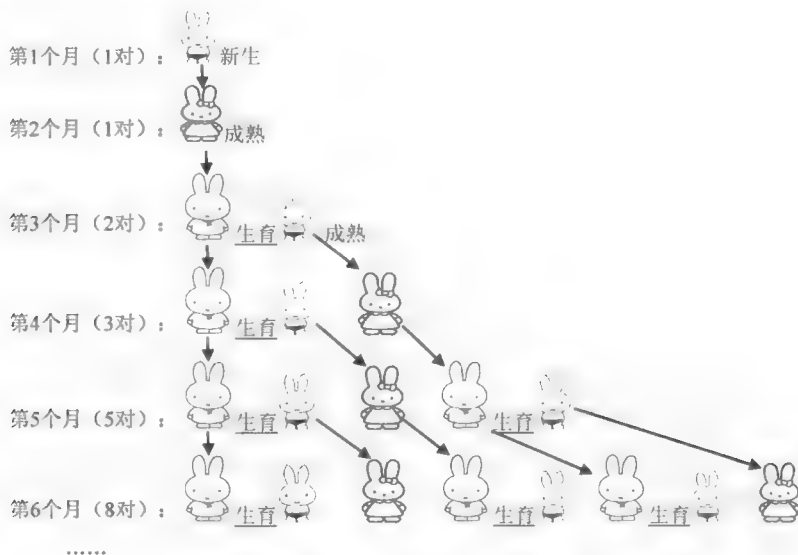 第1个月（1对）： 新生
第2个月（1对）： 成熟
第3个月（2对）： 生育 成熟
第4个月（3对）： 生育
第5个月（5对）： 生育 生育
第6个月（8对）： 生育 生育 生育
……